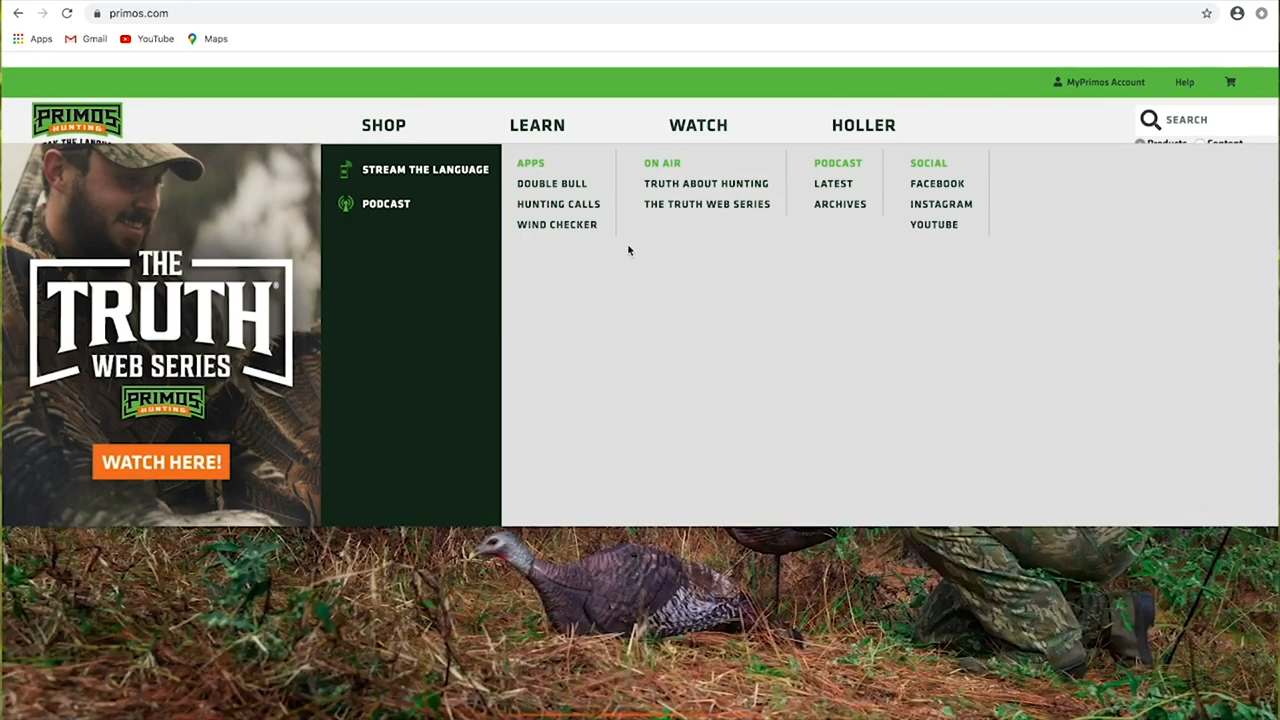 primos.com
Apps
Gmail
YouTube
Maps
MyPrimos Account
Help
PRIMOS
HUNTING
SHOP
LEARN
WATCH
HOLLER
SEARCH
Products
Content
THE
TRUTH®
WEB SERIES
PRIMOS
HUNTING
WATCH HERE!
STREAM THE LANGUAGE
PODCAST
APPS
DOUBLE BULL
HUNTING CALLS
WIND CHECKER
ON AIR
TRUTH ABOUT HUNTING
THE TRUTH WEB SERIES
PODCAST
LATEST
ARCHIVES
SOCIAL
FACEBOOK
INSTAGRAM
YOUTUBE